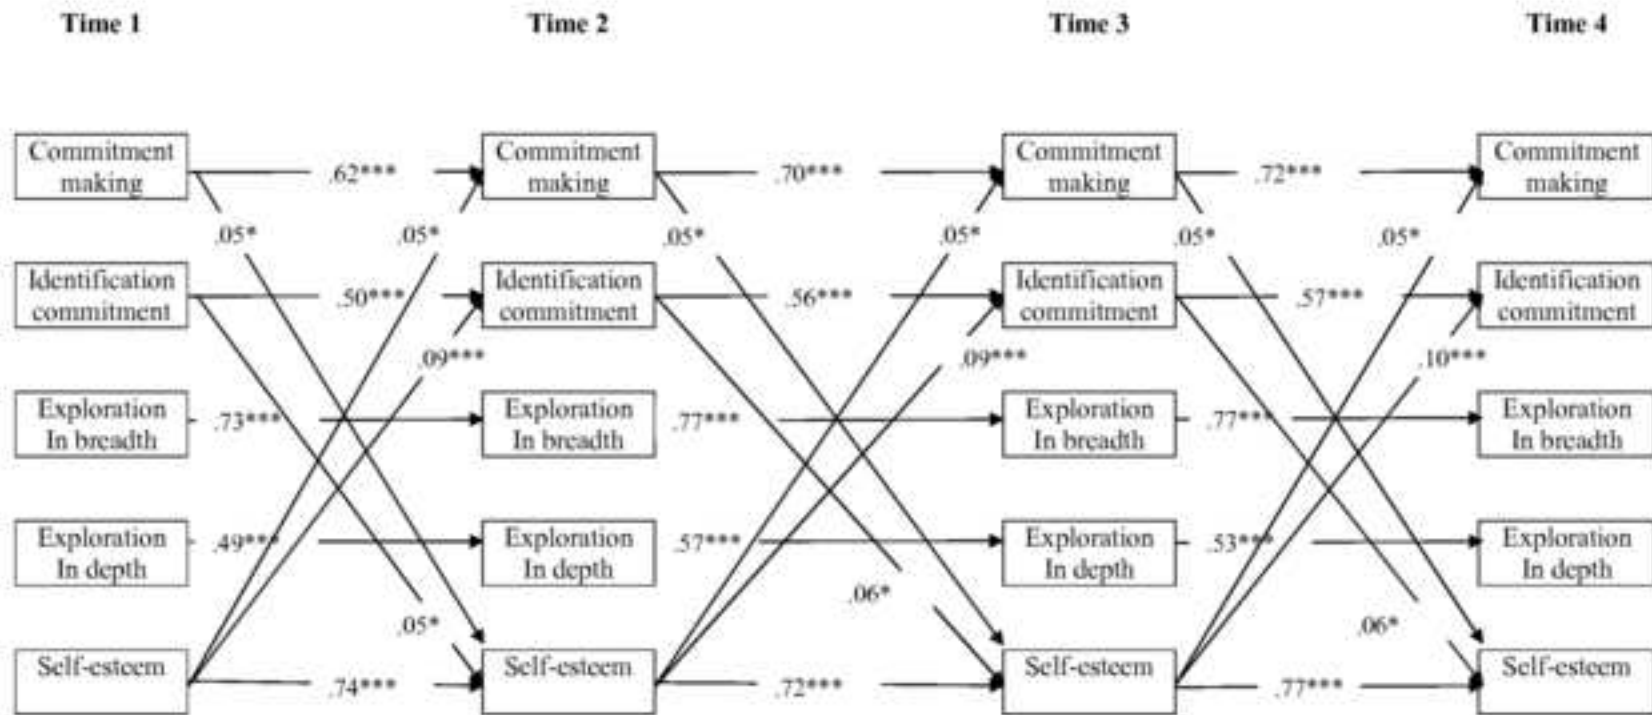 Time 1 Time 2 Time 3 Time 4
Commitment making .62*** Commitment making .70*** Commitment making .72*** Commitment making
.05* .05* .05* .05* .05* .05*
Identification commitment .50*** Identification commitment .56*** Identification commitment .57*** Identification commitment
.09*** .09*** .10***
Exploration In breadth .73*** Exploration In breadth .77*** Exploration In breadth .77*** Exploration In breadth
Exploration In depth .49*** Exploration In depth .57*** Exploration In depth .53*** Exploration In depth
.05* .06* .06*
Self-esteem .74*** Self-esteem .72*** Self-esteem .77*** Self-esteem